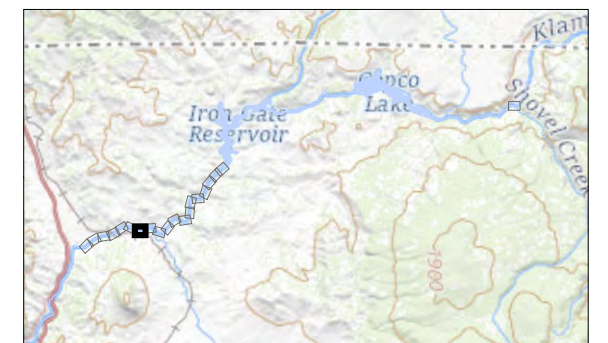 Klam
Copco
Lake
Shovel Creek
Iron Gate
Reservoir
1900